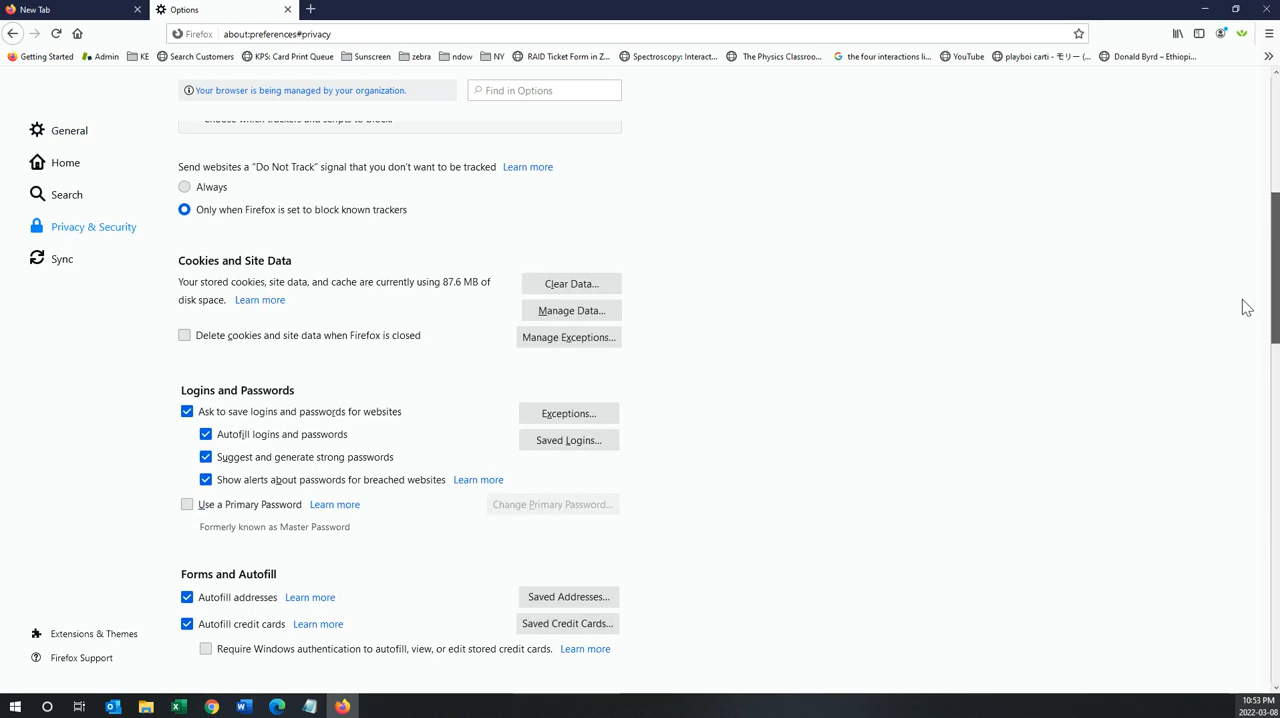 New Tab
Options
Firefox
about:preferences#privacy
Getting Started
Admin
KE
Search Customers
KPS: Card Print Queue
Sunscreen
zebra
ndow
NY
RAID Ticket Form in Z...
Spectroscopy: Interact...
The Physics Classroo...
the four interactions li...
YouTube
playboi carti - モリー (...
Donald Byrd – Ethiopi...
Your browser is being managed by your organization.
Find in Options
Choose which trackers and scripts to block.
General
Home
Search
Privacy & Security
Sync
Send websites a “Do Not Track” signal that you don’t want to be tracked Learn more
Always
Only when Firefox is set to block known trackers
Cookies and Site Data
Your stored cookies, site data, and cache are currently using 87.6 MB of
disk space. Learn more
Clear Data...
Manage Data...
Delete cookies and site data when Firefox is closed
Manage Exceptions...
Logins and Passwords
Ask to save logins and passwords for websites
Exceptions...
Autofill logins and passwords
Saved Logins...
Suggest and generate strong passwords
Show alerts about passwords for breached websites Learn more
Use a Primary Password Learn more
Change Primary Password...
Formerly known as Master Password
Forms and Autofill
Autofill addresses Learn more
Saved Addresses...
Autofill credit cards Learn more
Saved Credit Cards...
Require Windows authentication to autofill, view, or edit stored credit cards. Learn more
Extensions & Themes
Firefox Support
10:53 PM
2022-03-08